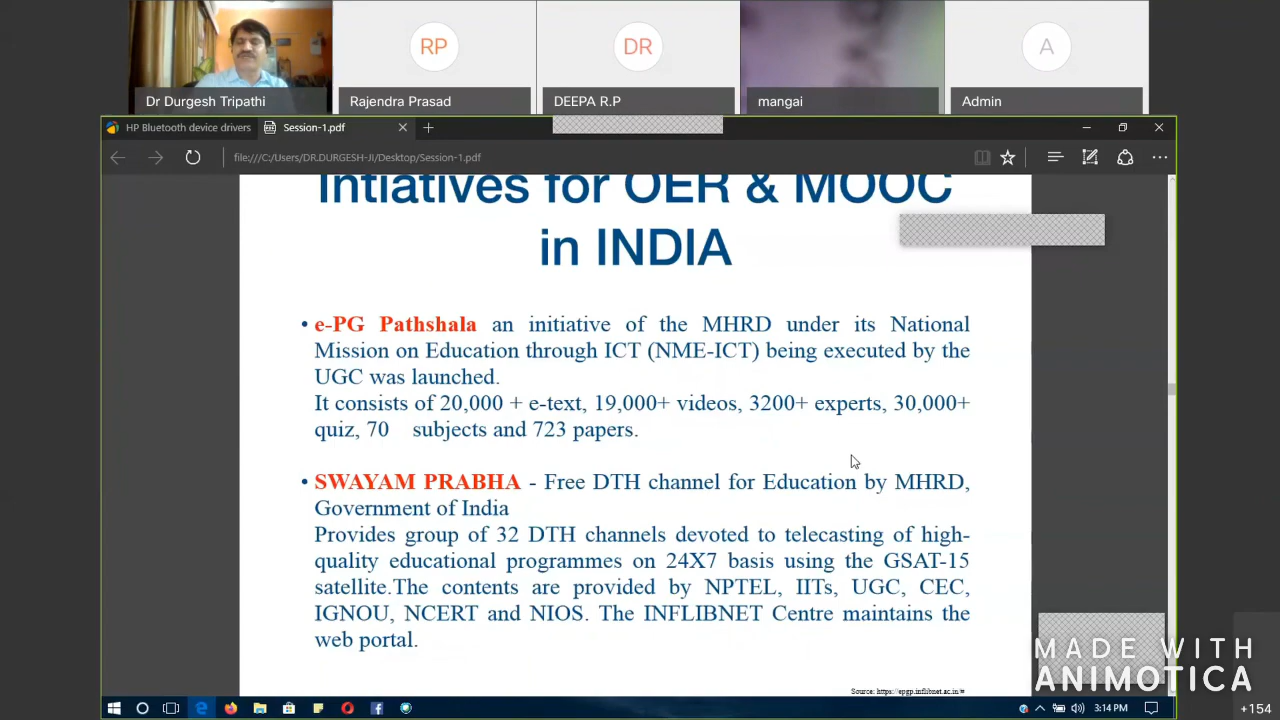 RP
DR
A
Dr Durgesh Tripathi
Rajendra Prasad
DEEPA R.P
mangai
Admin
HP Bluetooth device drivers
Session-1.pdf
file:///C:/Users/DR.DURGESH-JI/Desktop/Session-1.pdf
Intiatives for OER & MOOC
in INDIA
• e-PG Pathshala an initiative of the MHRD under its National
Mission on Education through ICT (NME-ICT) being executed by the
UGC was launched.
It consists of 20,000 + e-text, 19,000+ videos, 3200+ experts, 30,000+
quiz, 70 subjects and 723 papers.
• SWAYAM PRABHA - Free DTH channel for Education by MHRD,
Government of India
Provides group of 32 DTH channels devoted to telecasting of high-
quality educational programmes on 24X7 basis using the GSAT-15
satellite.The contents are provided by NPTEL, IITs, UGC, CEC,
IGNOU, NCERT and NIOS. The INFLIBNET Centre maintains the
web portal.
Source: https://epgp.inflibnet.ac.in/#
MADE WITH
ANIMOTICA
3:14 PM
+154